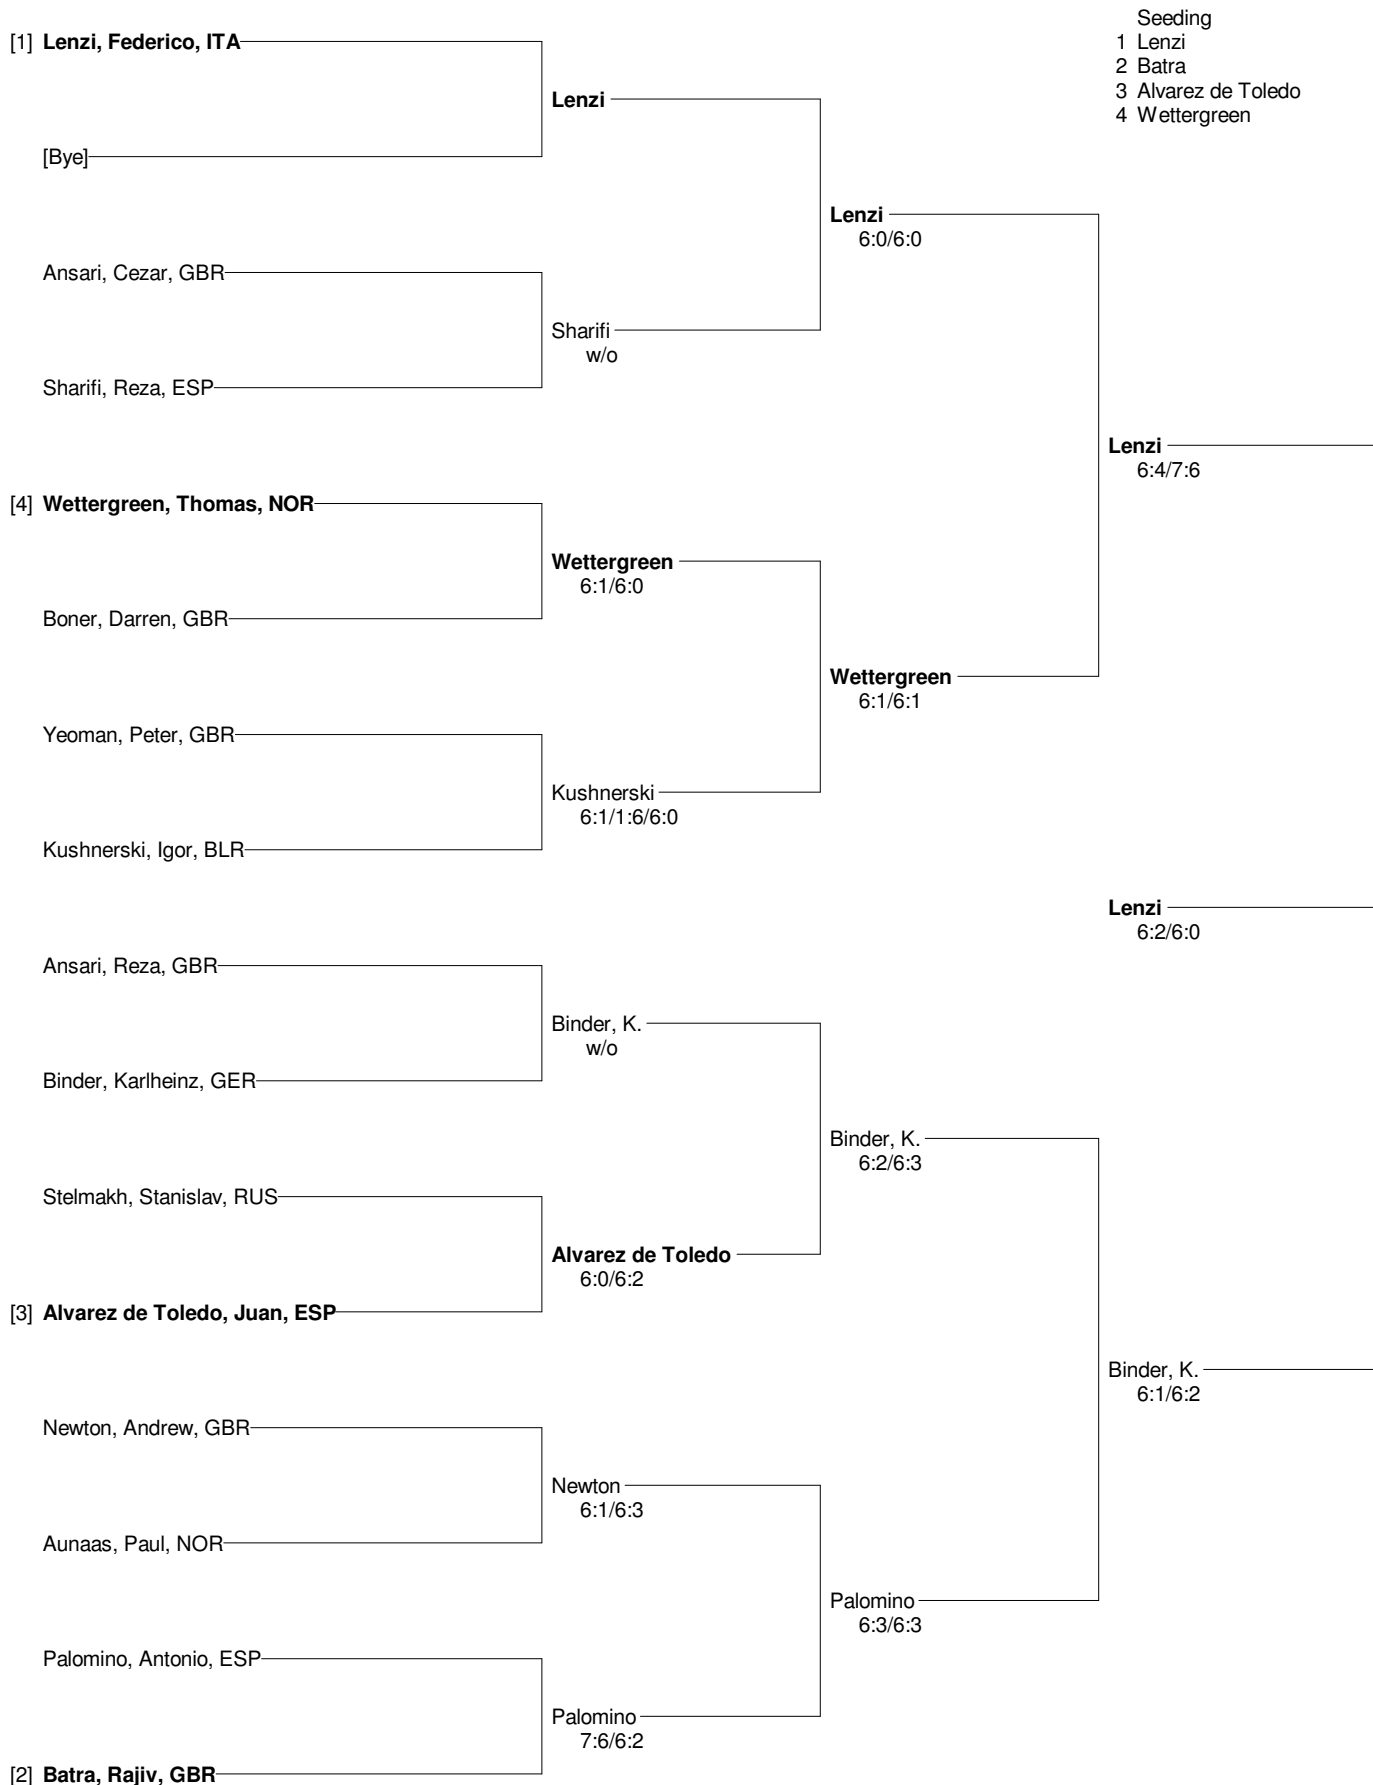 Seeding
1 Lenzi
2 Batra
3 Alvarez de Toledo
4 Wettergreen
[1] Lenzi, Federico, ITA
Lenzi
[Bye]
Lenzi
6:0/6:0
Ansari, Cezar, GBR
Sharifi
w/o
Sharifi, Reza, ESP
Lenzi
6:4/7:6
[4] Wettergreen, Thomas, NOR
Wettergreen
6:1/6:0
Boner, Darren, GBR
Wettergreen
6:1/6:1
Yeoman, Peter, GBR
Kushnerski
6:1/1:6/6:0
Kushnerski, Igor, BLR
Lenzi
6:2/6:0
Ansari, Reza, GBR
Binder, K.
w/o
Binder, Karlheinz, GER
Binder, K.
6:2/6:3
Stelmakh, Stanislav, RUS
Alvarez de Toledo
6:0/6:2
[3] Alvarez de Toledo, Juan, ESP
Binder, K.
6:1/6:2
Newton, Andrew, GBR
Newton
6:1/6:3
Aunaas, Paul, NOR
Palomino
6:3/6:3
Palomino, Antonio, ESP
Palomino
7:6/6:2
[2] Batra, Rajiv, GBR